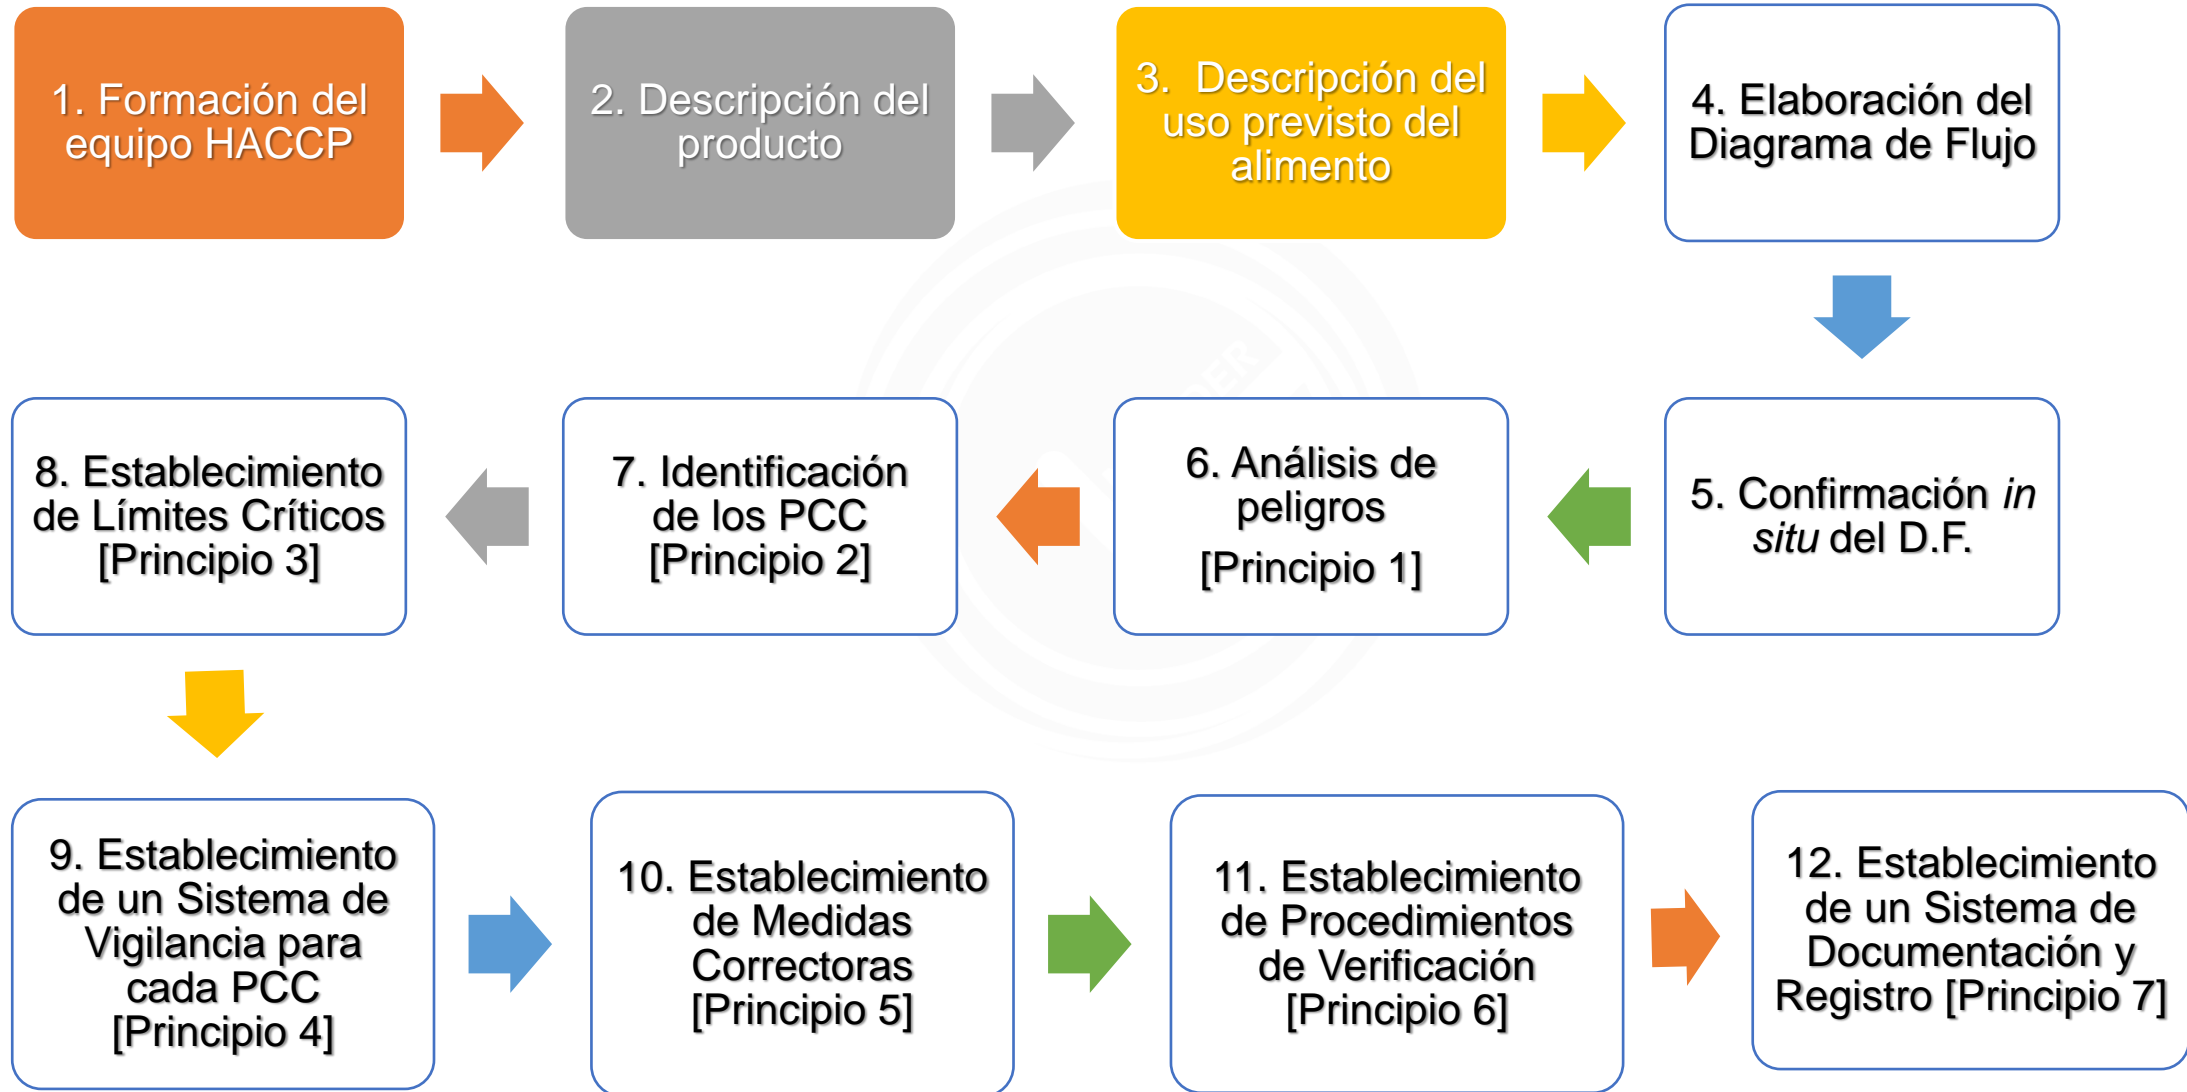 1. Formación del
equipo HACCP
2. Descripción del
producto
3. Descripción del
uso previsto del
alimento
4. Elaboración del
Diagrama de Flujo
5. Confirmación in
situ del D.F.
6. Análisis de
peligros
[Principio 1]
7. Identificación
de los PCC
[Principio 2]
8. Establecimiento
de Límites Críticos
[Principio 3]
9. Establecimiento
de un Sistema de
Vigilancia para
cada PCC
[Principio 4]
10. Establecimiento
de Medidas
Correctoras
[Principio 5]
11. Establecimiento
de Procedimientos
de Verificación
[Principio 6]
12. Establecimiento
de un Sistema de
Documentación y
Registro [Principio 7]